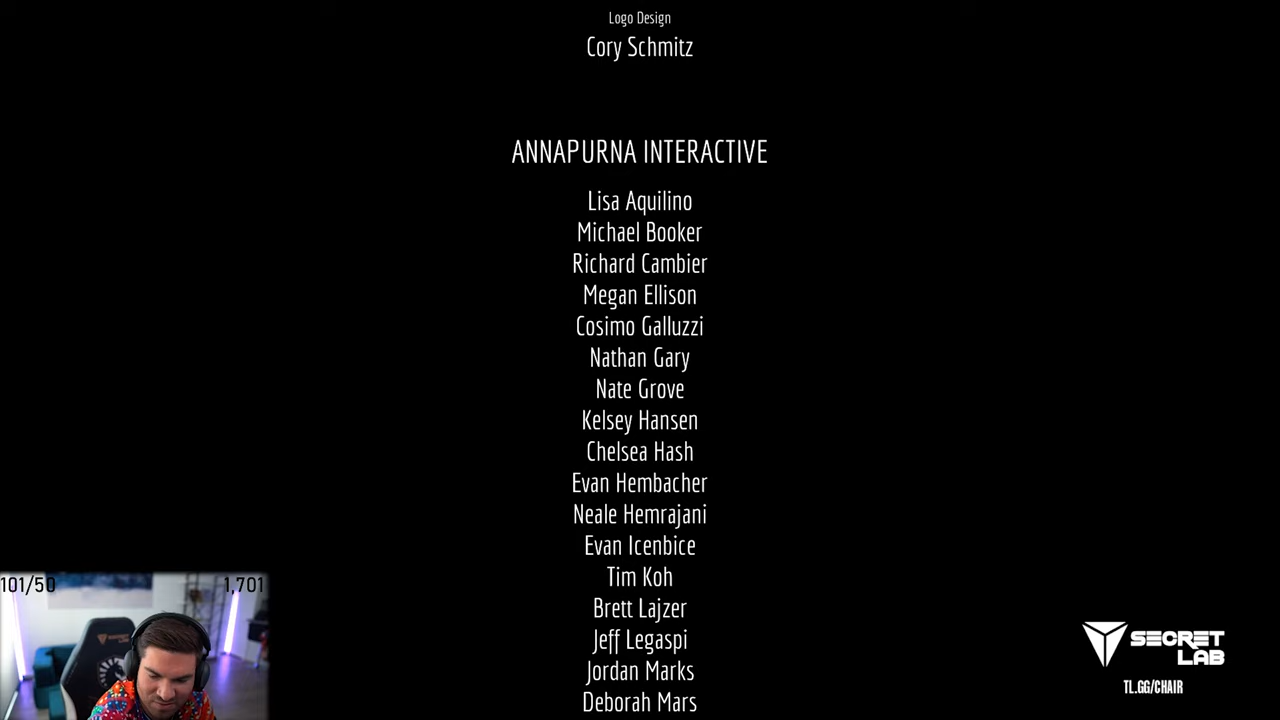 Logo Design
Cory Schmitz
ANNAPURNA INTERACTIVE
Lisa Aquilino
Michael Booker
Richard Cambier
Megan Ellison
Cosimo Galluzzi
Nathan Gary
Nate Grove
Kelsey Hansen
Chelsea Hash
Evan Hembacher
Neale Hemrajani
Evan Icenbice
Tim Koh
Brett Lajzer
Jeff Legaspi
Jordan Marks
Deborah Mars
101/50
1,701
SECRET
LAB
TL.GG/CHAIR